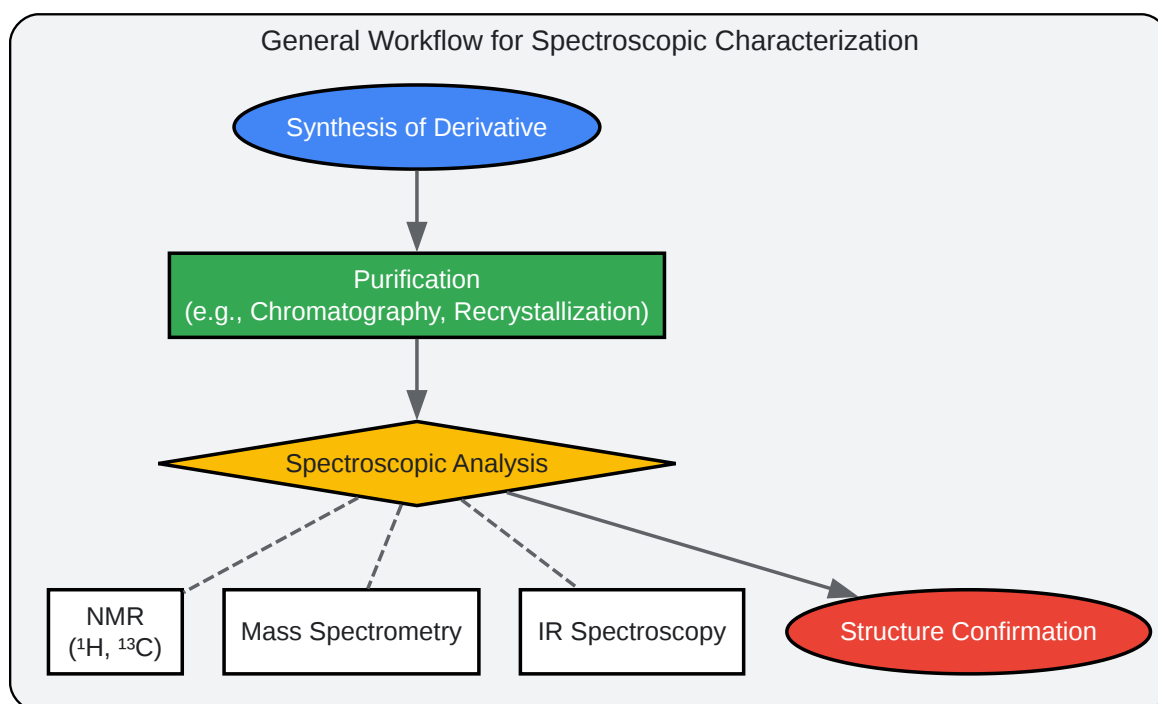 General Workflow for Spectroscopic Characterization
Synthesis of Derivative
Purification
(e.g., Chromatography, Recrystallization)
Spectroscopic Analysis
NMR
(¹H, ¹³C)
Mass Spectrometry
IR Spectroscopy
Structure Confirmation